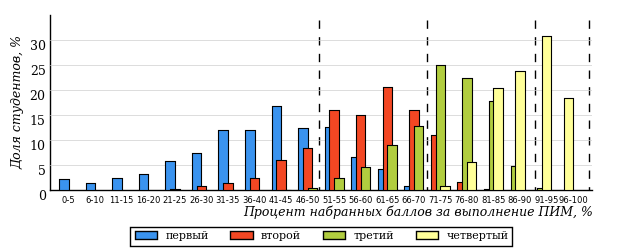 Доля студентов, %
30
25
20
15
10
5
0
0-5 6-10 11-15 16-20 21-25 26-30 31-35 36-40 41-45 46-50 51-55 56-60 61-65 66-70 71-75 76-80 81-85 86-90 91-95 96-100
Процент набранных баллов за выполнение ПИМ, %
первый второй третий четвертый